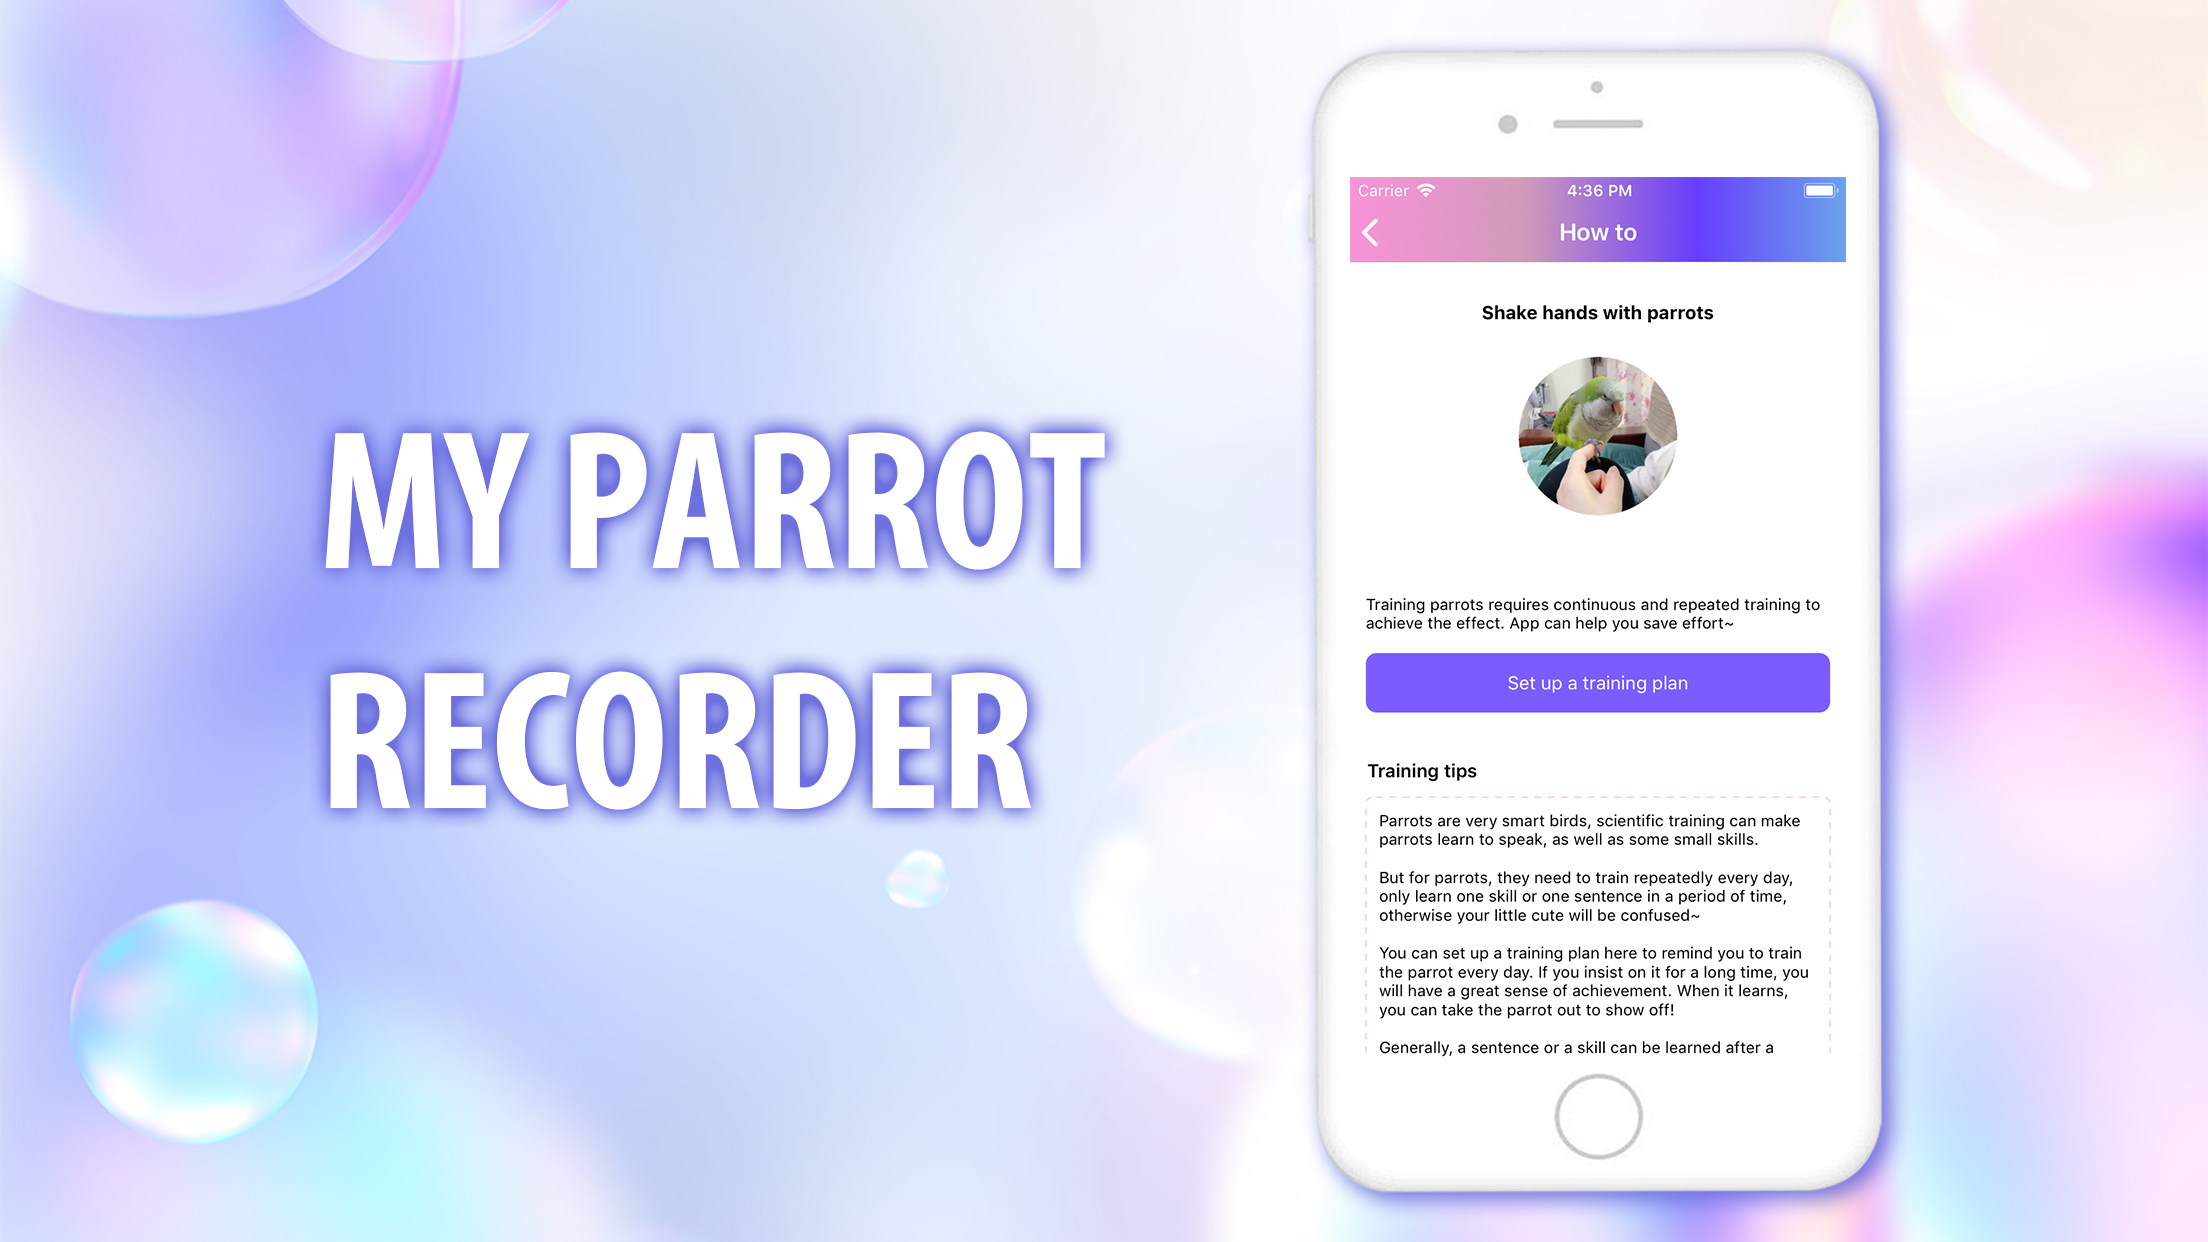 MY PARROT
RECORDER
Carrier
4:36 PM
How to
Shake hands with parrots
Training parrots requires continuous and repeated training to
achieve the effect. App can help you save effort~
Set up a training plan
Training tips
Parrots are very smart birds, scientific training can make
parrots learn to speak, as well as some small skills.
But for parrots, they need to train repeatedly every day,
only learn one skill or one sentence in a period of time,
otherwise your little cute will be confused~
You can set up a training plan here to remind you to train
the parrot every day. If you insist on it for a long time, you
will have a great sense of achievement. When it learns,
you can take the parrot out to show off!
Generally, a sentence or a skill can be learned after a